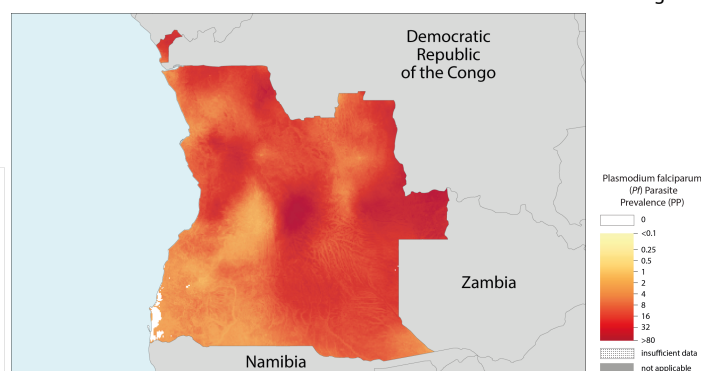 Democratic
Republic
of the Congo
Zambia
Namibia
Plasmodium falciparum
(Pf) Parasite
Prevalence (PP)
0
<0.1
0.25
0.5
1
2
4
8
16
32
>80
insufficient data
not applicable